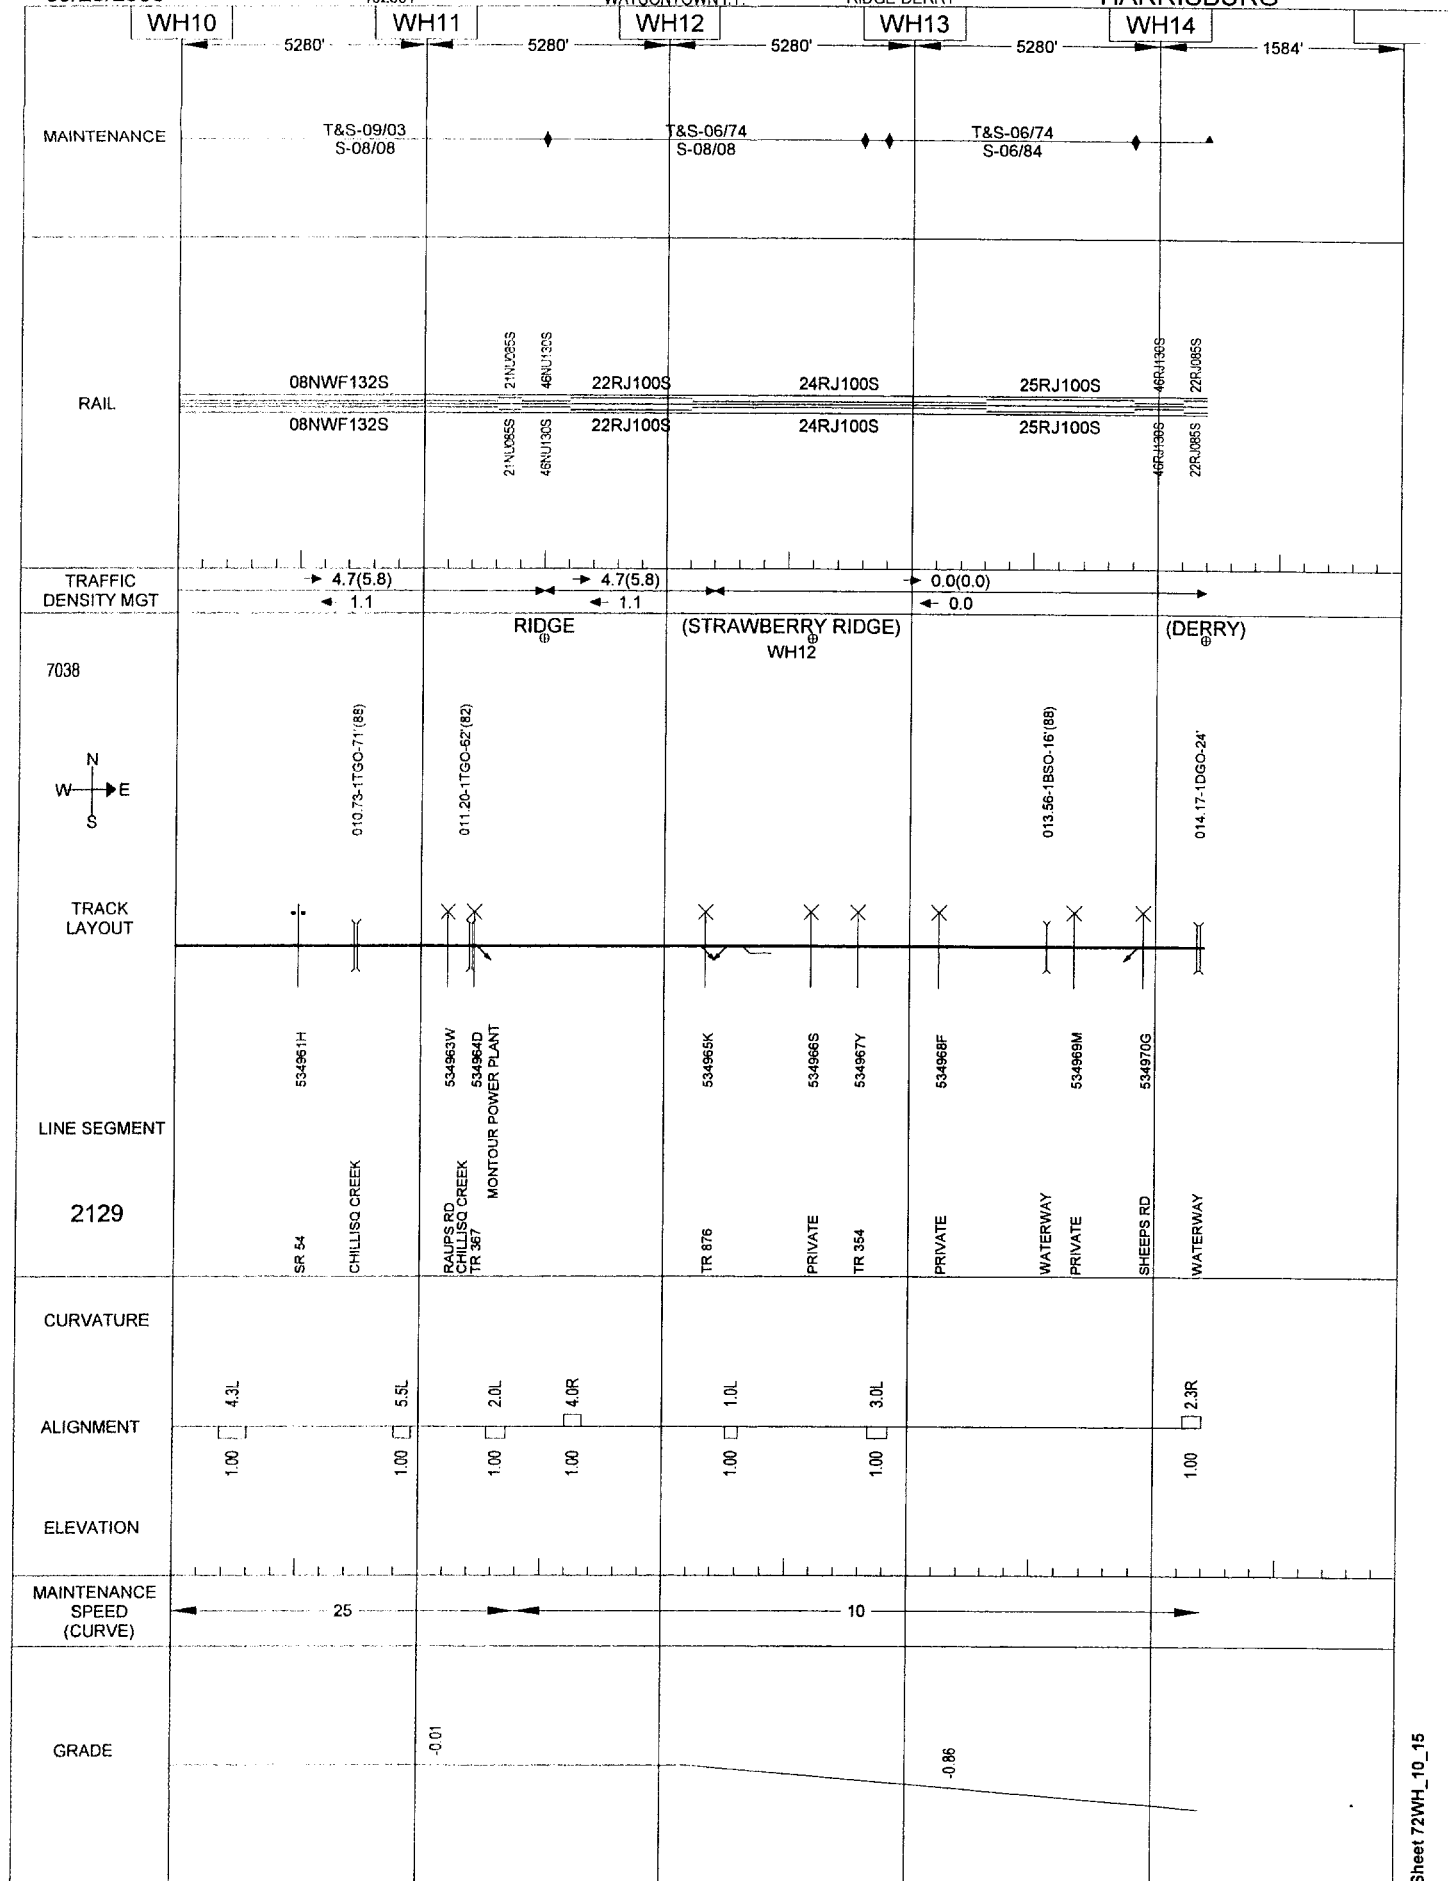 WH10 WH11 WH12 WH13 WH14
5280' 5280' 5280' 5280' 1584'
MAINTENANCE
T&S-09/03 T&S-06/74 T&S-06/74
S-08/08 S-08/08 S-06/84
RAIL
21NU085S 46NU130S 46RJ130S 22RJ085S
08NWF132S 22RJ100S 24RJ100S 25RJ100S
08NWF132S 22RJ100S 24RJ100S 25RJ100S
21NU085S 46NU130S 46RJ130S 22RJ085S
TRAFFIC
DENSITY MGT
4.7(5.8) 4.7(5.8) 0.0(0.0)
1.1 1.1 0.0
RIDGE (STRAWBERRY RIDGE) (DERRY)
WH12
7038
N
W E
S
010.73-1TGO-71'(88) 011.20-1TGO-62'(82) 013.56-1BSO-16'(88) 014.17-1DGO-24'
TRACK
LAYOUT
534961H 534963W 534964D 534965K 534966S 534967Y 534968F 534969M 534970G
MONTOUR POWER PLANT
LINE SEGMENT
2129
SR 54
CHILLISQ CREEK
RAUPS RD
CHILLISQ CREEK
TR 367
TR 876
PRIVATE
TR 354
PRIVATE
WATERWAY
PRIVATE
SHEEPS RD
WATERWAY
CURVATURE
4.3L 5.5L 2.0L 4.0R 1.0L 3.0L 2.3R
ALIGNMENT
1.00 1.00 1.00 1.00 1.00 1.00 1.00
ELEVATION
MAINTENANCE
SPEED
(CURVE)
25 10
GRADE
-0.01 -0.86
Sheet 72WH_10_15